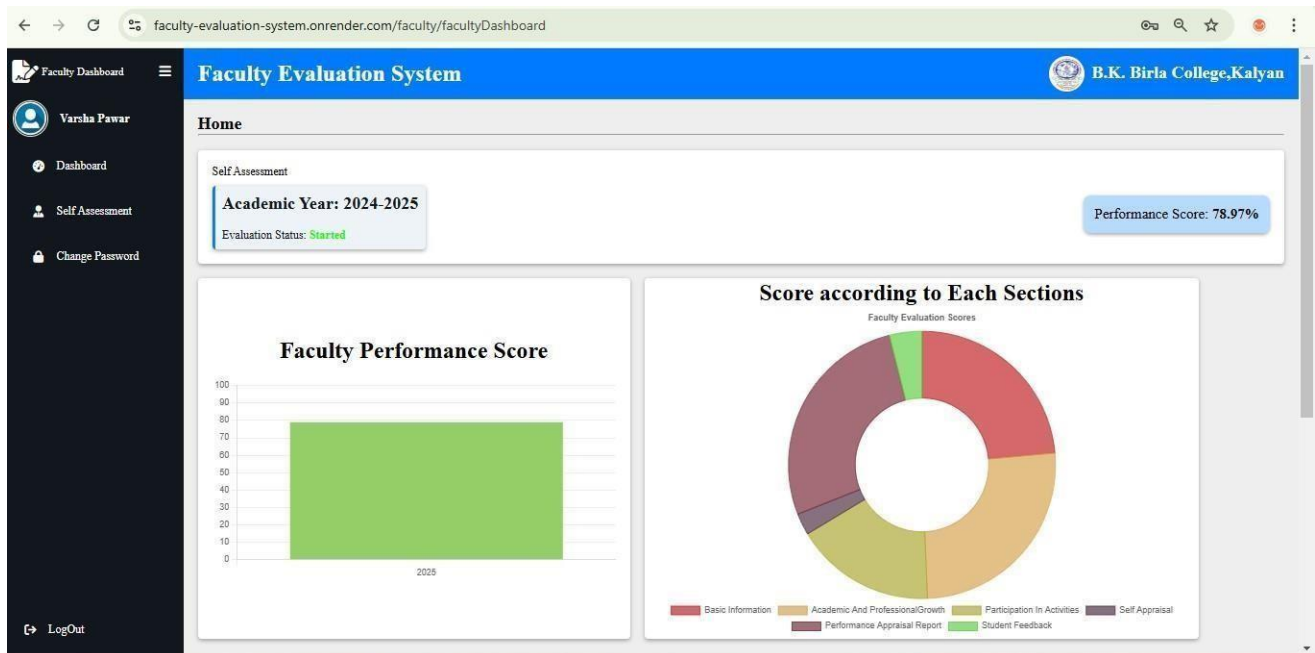 faculty-evaluation-system.onrender.com/faculty/facultyDashboard
Faculty Dashboard
Faculty Evaluation System
B.K. Birla College,Kalyan
Varsha Pawar
Dashboard
Self Assessment
Change Password
LogOut
Home
Self Assessment
Academic Year: 2024-2025
Evaluation Status: Started
Performance Score: 78.97%
Faculty Performance Score
100
90
80
70
60
50
40
30
20
10
0
2025
Score according to Each Sections
Faculty Evaluation Scores
Basic Information Academic And ProfessionalGrowth Participation In Activities Self Appraisal
Performance Appraisal Report Student Feedback